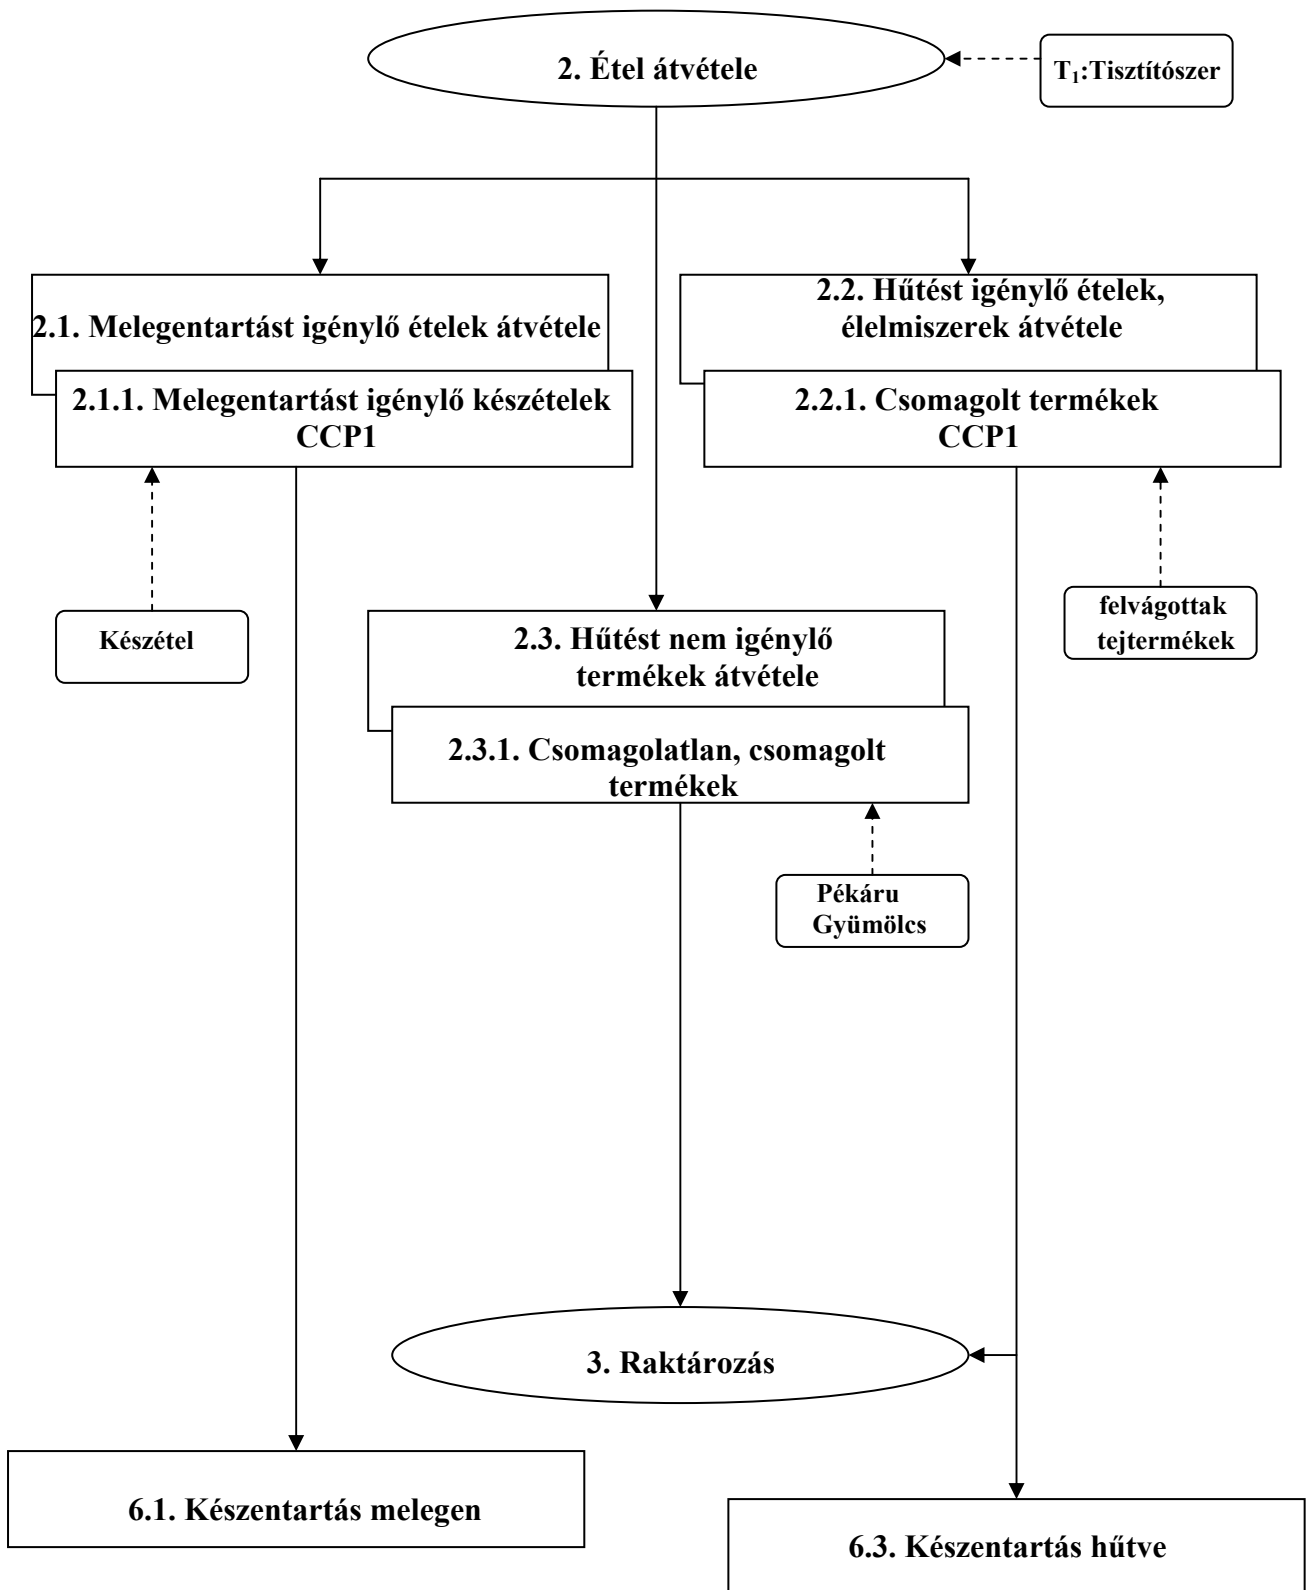 2. Étel átvétele
T₁:Tisztítószer
2.1. Melegentartást igénylő ételek átvétele
2.1.1. Melegentartást igénylő készételek
CCP1
2.2. Hűtést igénylő ételek,
élelmiszerek átvétele
2.2.1. Csomagolt termékek
CCP1
Készétel
felvágottak
tejtermékek
2.3. Hűtést nem igénylő
termékek átvétele
2.3.1. Csomagolatlan, csomagolt
termékek
Pékáru
Gyümölcs
3. Raktározás
6.1. Készentartás melegen
6.3. Készentartás hűtve